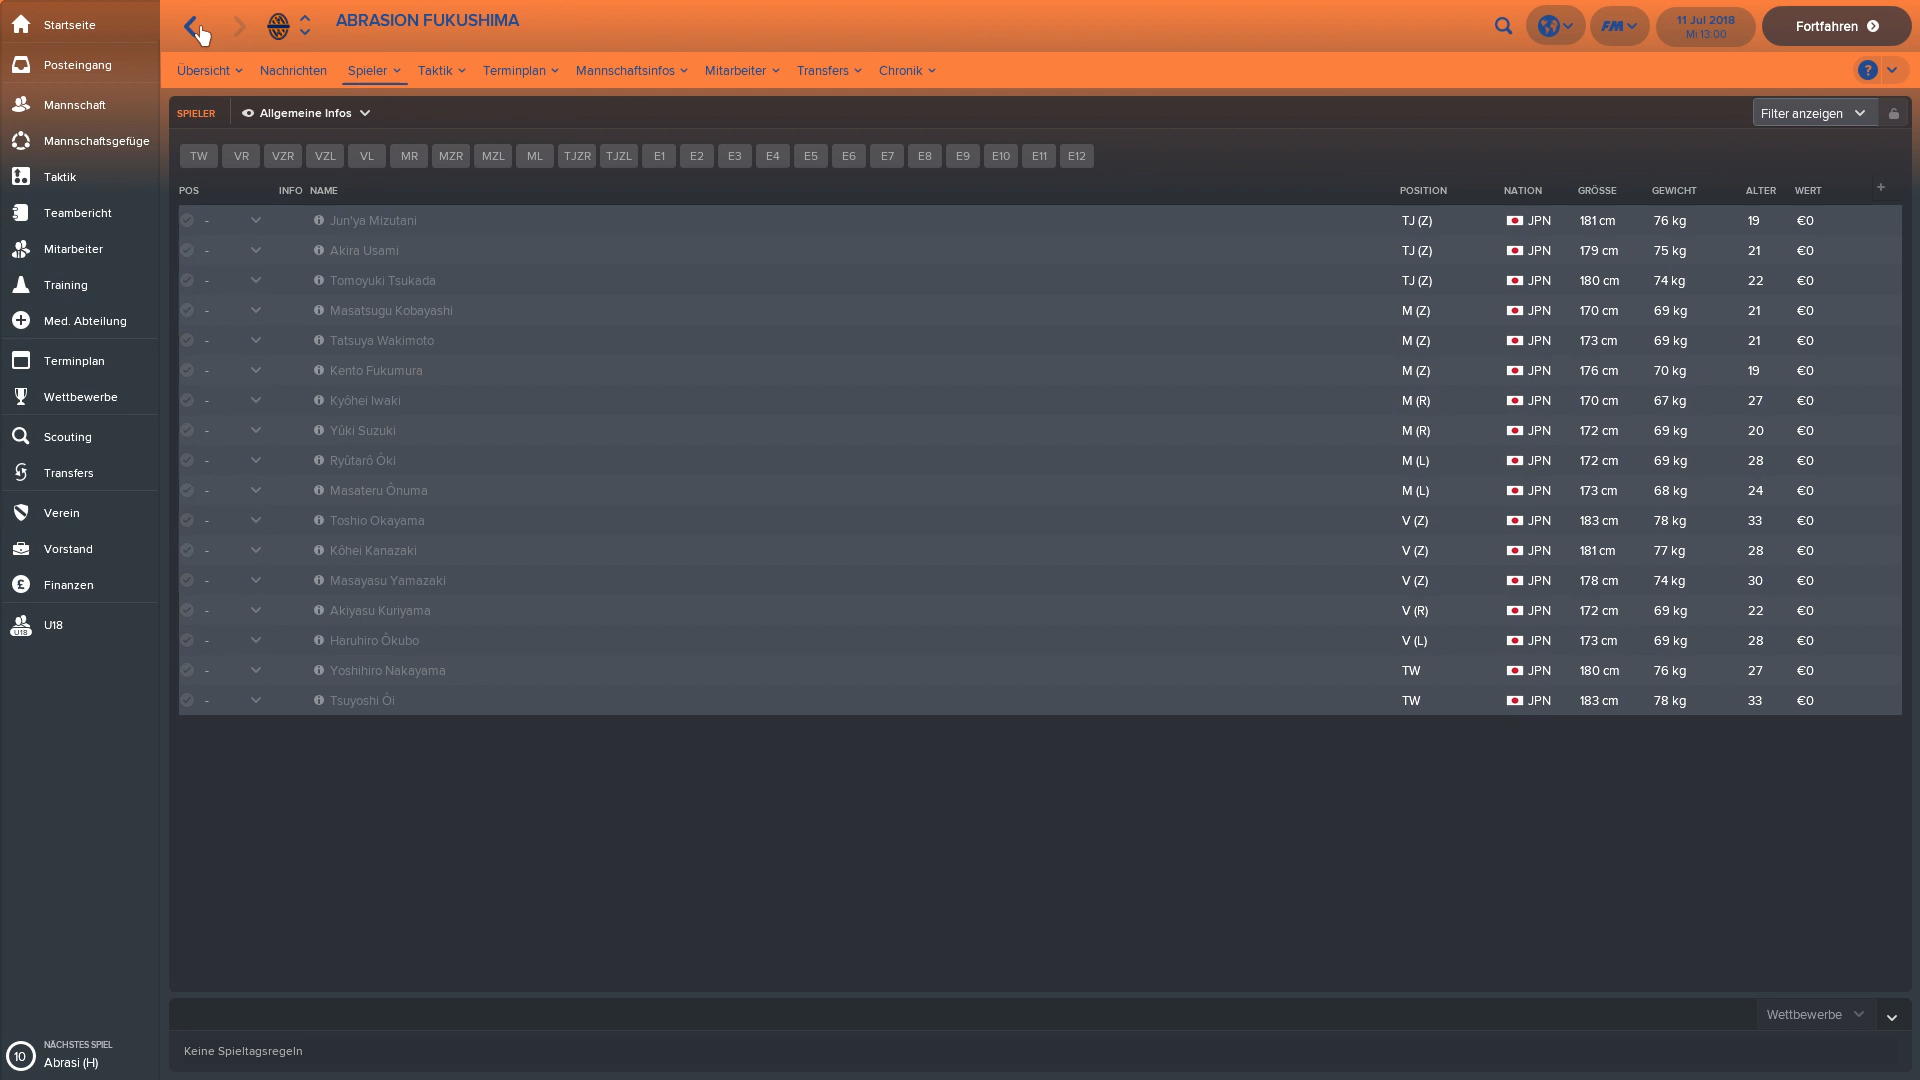 Startseite
Posteingang
Mannschaft
Mannschaftsgefüge
Taktik
Teambericht
Mitarbeiter
Training
Med. Abteilung
Terminplan
Wettbewerbe
Scouting
Transfers
Verein
Vorstand
Finanzen
U18
U18
10
NÄCHSTES SPIEL
Abrasi (H)
ABRASION FUKUSHIMA
FM
11 Jul 2018
Mi 13:00
Fortfahren
Übersicht Nachrichten Spieler Taktik Terminplan Mannschaftsinfos Mitarbeiter Transfers Chronik ?
SPIELER Allgemeine Infos Filter anzeigen
TW VR VZR VZL VL MR MZR MZL ML TJZR TJZL E1 E2 E3 E4 E5 E6 E7 E8 E9 E10 E11 E12
POS INFO NAME POSITION NATION GRÖSSE GEWICHT ALTER WERT +
- Jun'ya Mizutani TJ (Z) JPN 181 cm 76 kg 19 €0
- Akira Usami TJ (Z) JPN 179 cm 75 kg 21 €0
- Tomoyuki Tsukada TJ (Z) JPN 180 cm 74 kg 22 €0
- Masatsugu Kobayashi M (Z) JPN 170 cm 69 kg 21 €0
- Tatsuya Wakimoto M (Z) JPN 173 cm 69 kg 21 €0
- Kento Fukumura M (Z) JPN 176 cm 70 kg 19 €0
- Kyôhei Iwaki M (R) JPN 170 cm 67 kg 27 €0
- Yûki Suzuki M (R) JPN 172 cm 69 kg 20 €0
- Ryûtarô Ôki M (L) JPN 172 cm 69 kg 28 €0
- Masateru Ônuma M (L) JPN 173 cm 68 kg 24 €0
- Toshio Okayama V (Z) JPN 183 cm 78 kg 33 €0
- Kôhei Kanazaki V (Z) JPN 181 cm 77 kg 28 €0
- Masayasu Yamazaki V (Z) JPN 178 cm 74 kg 30 €0
- Akiyasu Kuriyama V (R) JPN 172 cm 69 kg 22 €0
- Haruhiro Ôkubo V (L) JPN 173 cm 69 kg 28 €0
- Yoshihiro Nakayama TW JPN 180 cm 76 kg 27 €0
- Tsuyoshi Ôi TW JPN 183 cm 78 kg 33 €0
Wettbewerbe
Keine Spieltagsregeln